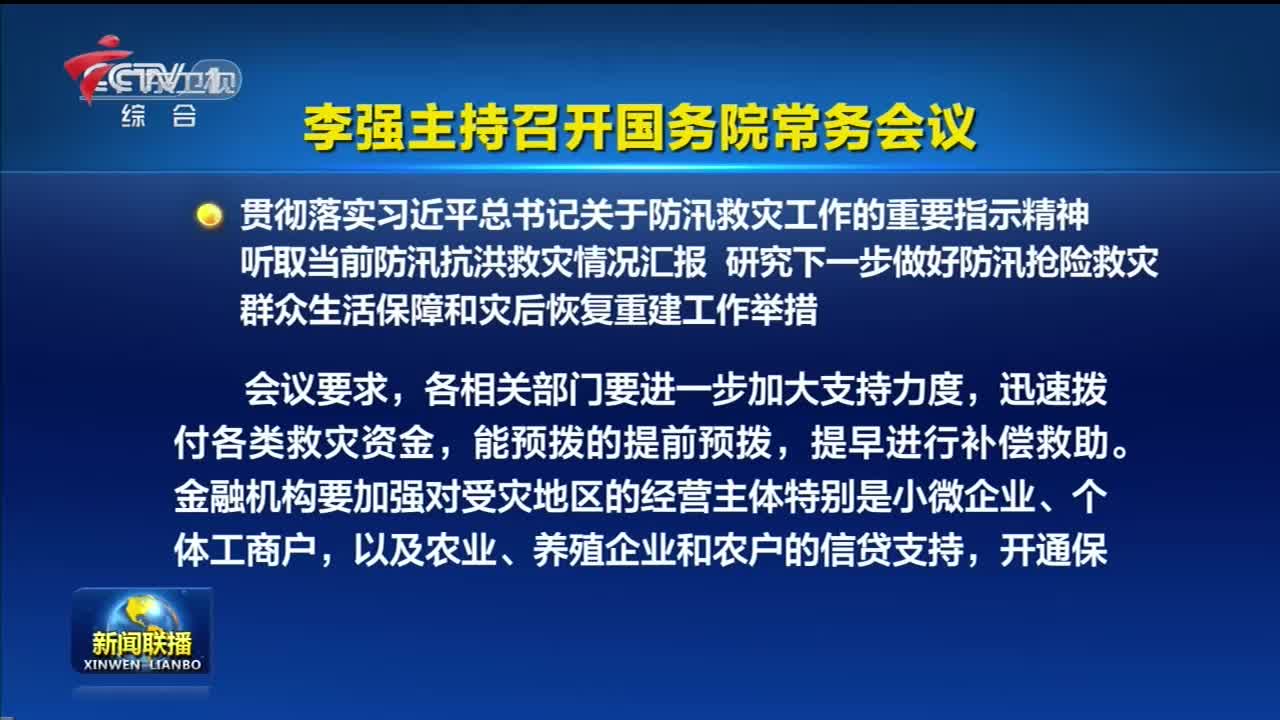 CCTV 1
综合
李强主持召开国务院常务会议
贯彻落实习近平总书记关于防汛救灾工作的重要指示精神
听取当前防汛抗洪救灾情况汇报 研究下一步做好防汛抢险救灾
群众生活保障和灾后恢复重建工作举措
会议要求，各相关部门要进一步加大支持力度，迅速拨
付各类救灾资金，能预拨的提前预拨，提早进行补偿救助。
金融机构要加强对受灾地区的经营主体特别是小微企业、个
体工商户，以及农业、养殖企业和农户的信贷支持，开通保
新闻联播
XINWEN LIANBO